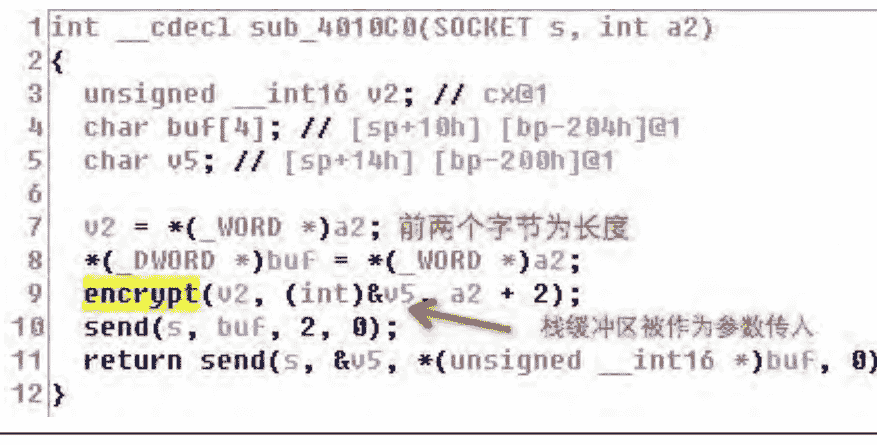 1 int __cdecl sub_4010C0(SOCKET s, int a2)
2 {
3 unsigned __int16 v2; // cx@1
4 char buf[4]; // [sp+10h] [bp-204h]@1
5 char v5; // [sp+14h] [bp-200h]@1
6
7 v2 = *(_WORD *)a2; 前两个字节为长度
8 *(_DWORD *)buf = *(_WORD *)a2;
9 encrypt(v2, (int)&v5, a2 + 2);
10 send(s, buf, 2, 0); 栈缓冲区被作为参数传人
11 return send(s, &v5, *(unsigned __int16 *)buf, 0)
12 }